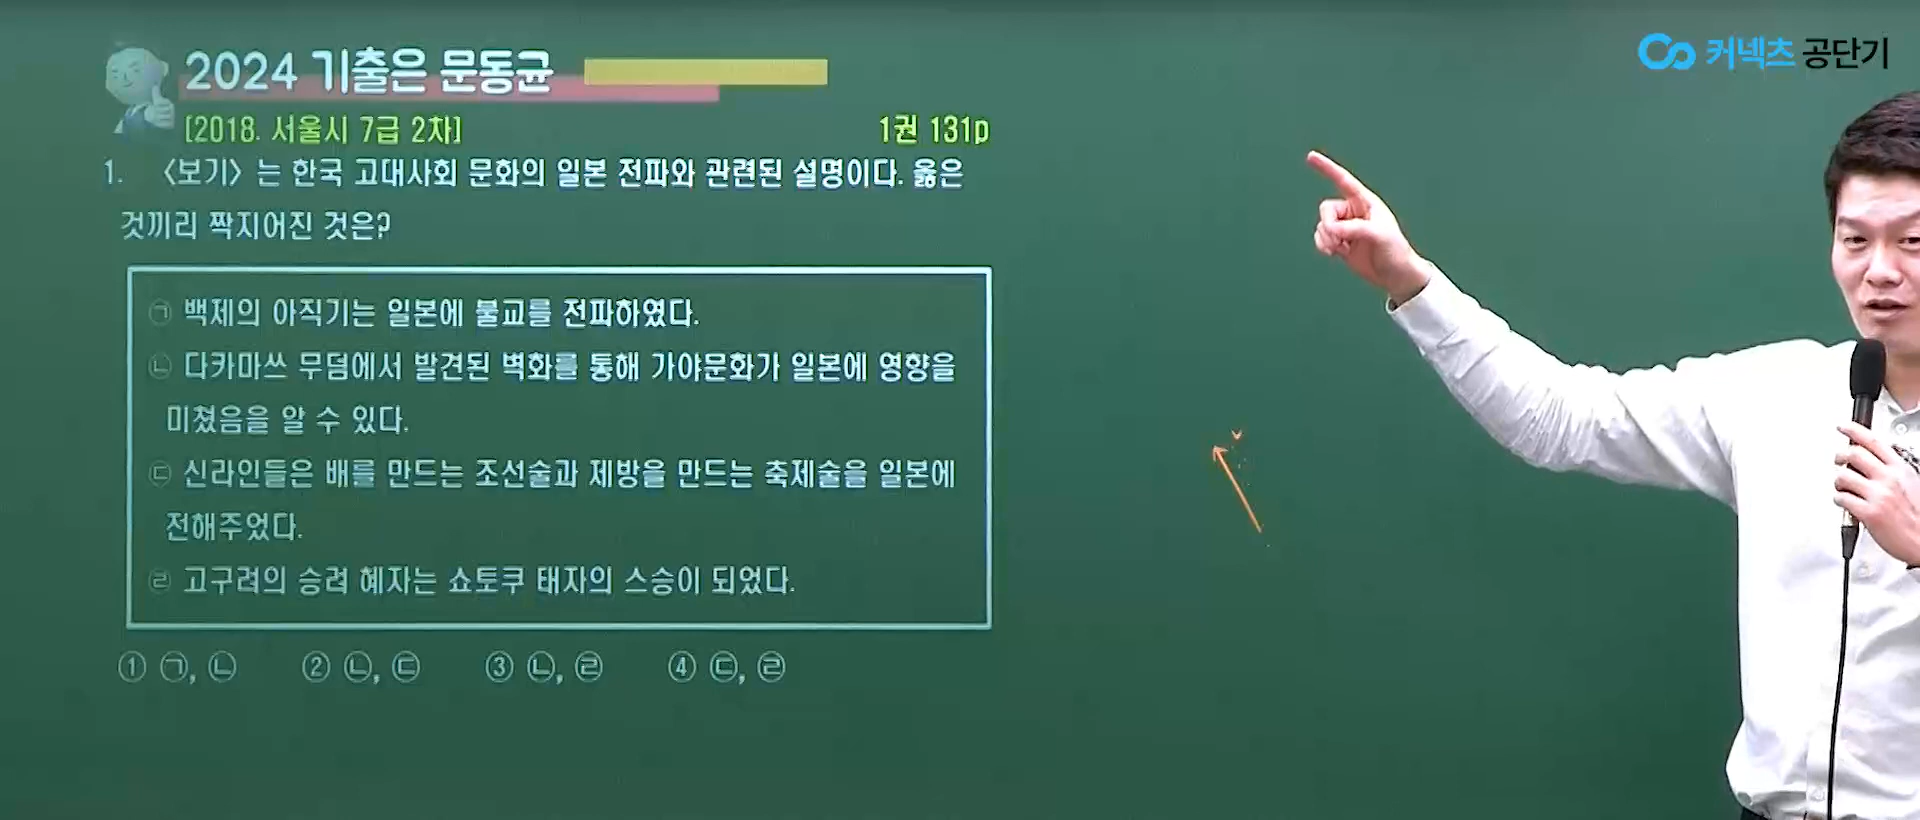 2024 기출은 문동균
커넥츠 공단기
[2018. 서울시 7급 2차]
1권 131p
1. <보기> 는 한국 고대사회 문화의 일본 전파와 관련된 설명이다. 옳은
것끼리 짝지어진 것은?
㉠ 백제의 아직기는 일본에 불교를 전파하였다.
㉡ 다카마쓰 무덤에서 발견된 벽화를 통해 가야문화가 일본에 영향을
미쳤음을 알 수 있다.
㉢ 신라인들은 배를 만드는 조선술과 제방을 만드는 축제술을 일본에
전해주었다.
㉣ 고구려의 승려 혜자는 쇼토쿠 태자의 스승이 되었다.
① ㉠, ㉡ ② ㉡, ㉢ ③ ㉡, ㉣ ④ ㉢, ㉣